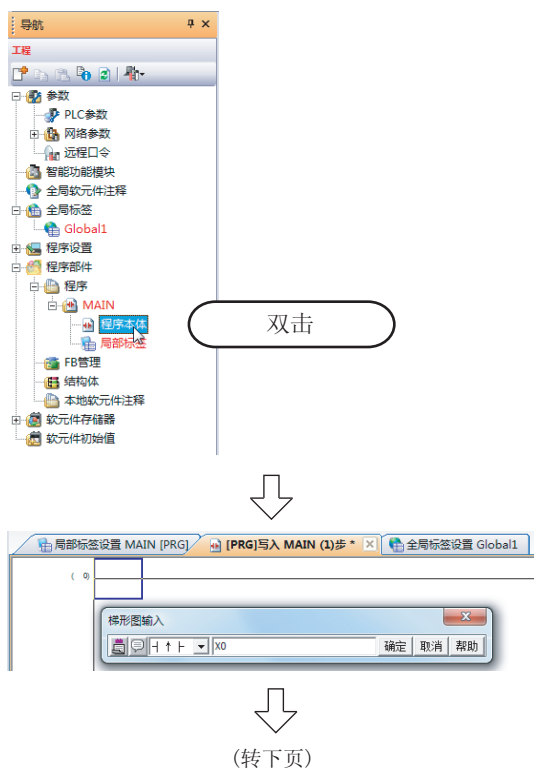 导航
工程
参数
PLC参数
网络参数
远程口令
智能功能模块
全局软元件注释
全局标签
Global1
程序设置
程序部件
程序
MAIN
程序本体
局部标签
FB管理
结构体
本地软元件注释
软元件存储器
软元件初始值
双击
局部标签设置 MAIN [PRG] [PRG]写入 MAIN (1)步 * 全局标签设置 Global1
( 0)
梯形图输入
X0 确定 取消 帮助
(转下页)